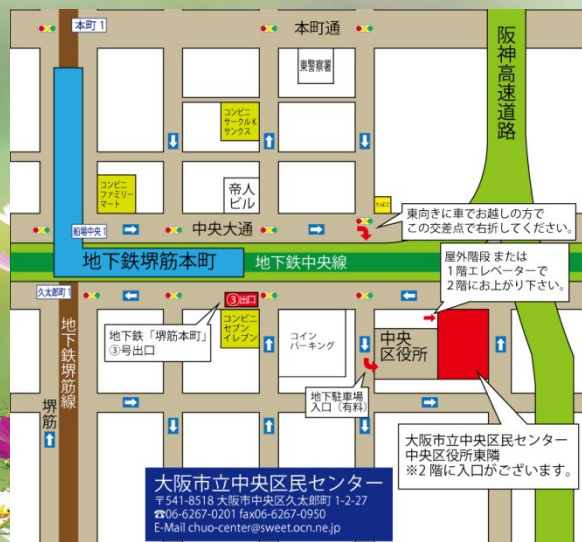 本町 1
本町通
阪神高速道路
東警察署
コンビニ
サークルK
サンクス
コンビニ
ファミリー
マート
帝人
ビル
たばこ
船場中央 1
中央大通
東向きに車でお越しの方で
この交差点で右折してください。
地下鉄堺筋本町
地下鉄中央線
屋外階段 または
1階エレベーターで
2階にお上がり下さい。
久太郎町 1
③出口
地下鉄「堺筋本町」
③号出口
コンビニ
セブン
イレブン
コイン
パーキング
中央
区役所
地下鉄堺筋線
堺筋
地下駐車場
入口（有料）
大阪市立中央区民センター
中央区役所東隣
※2階に入口がございます。
大阪市立中央区民センター
〒541-8518 大阪市中央区久太郎町 1-2-27
☎06-6267-0201 fax06-6267-0950
E-Mail chuo-center@sweet.ocn.ne.jp